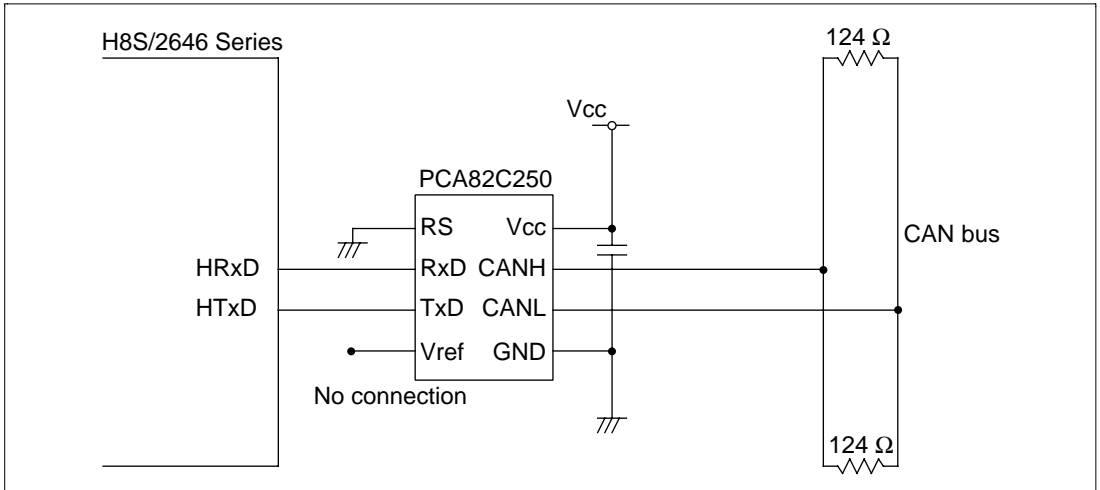 H8S/2646 Series
124 Ω
Vcc
PCA82C250
RS Vcc
CAN bus
HRxD RxD CANH
HTxD TxD CANL
Vref GND
No connection
124 Ω